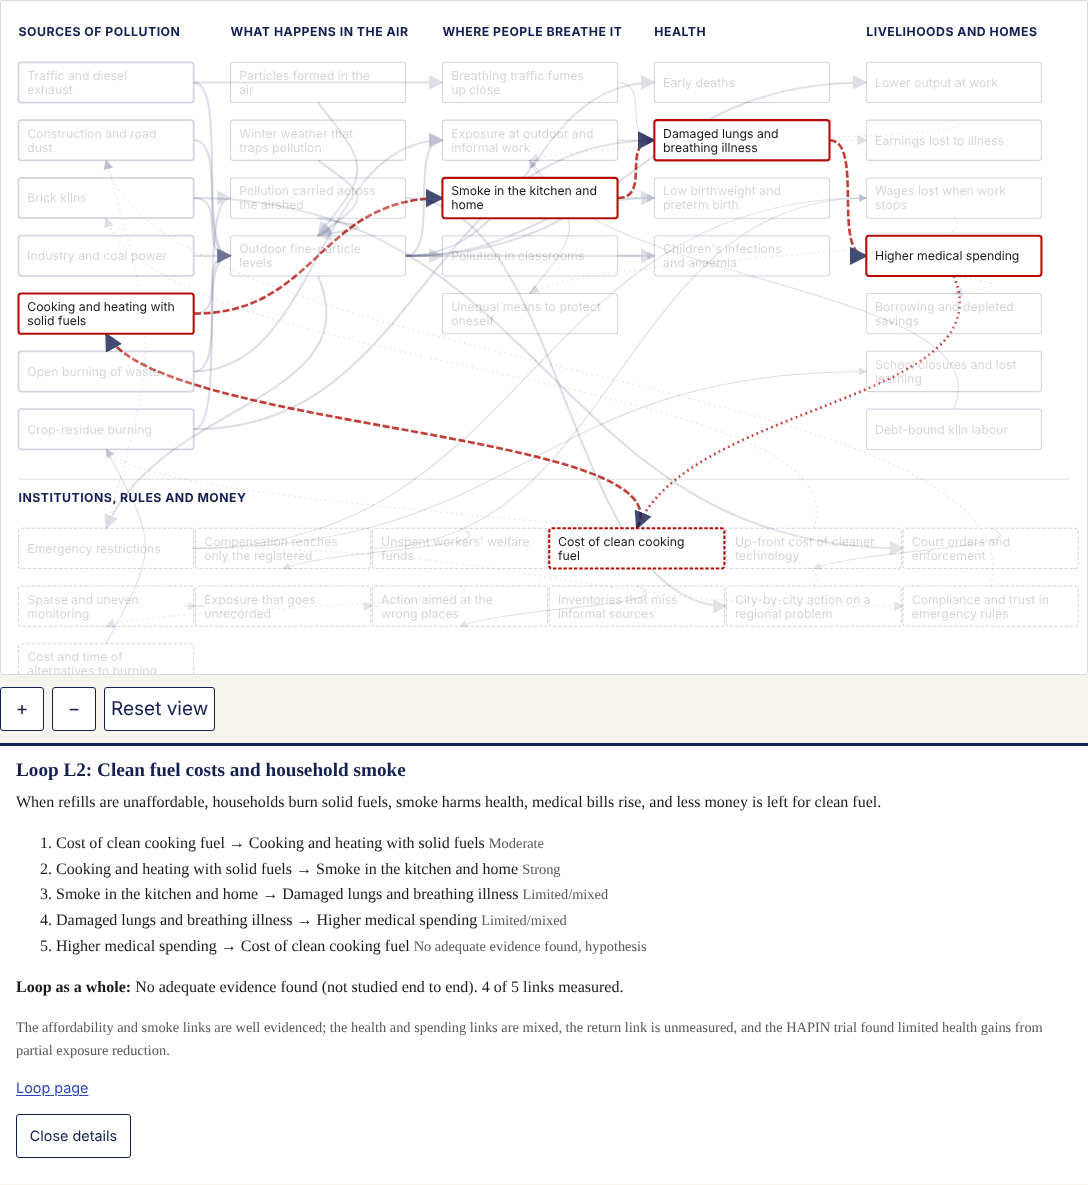 SOURCES OF POLLUTION
WHAT HAPPENS IN THE AIR
WHERE PEOPLE BREATHE IT
HEALTH
LIVELIHOODS AND HOMES
Traffic and diesel
exhaust
Particles formed in the
air
Breathing traffic fumes
up close
Early deaths
Lower output at work
Construction and road
dust
Winter weather that
traps pollution
Exposure at outdoor and
informal work
Damaged lungs and
breathing illness
Earnings lost to illness
Brick kilns
Pollution carried across
the airshed
Smoke in the kitchen and
home
Low birthweight and
preterm birth
Wages lost when work
stops
Industry and coal power
Outdoor fine-particle
levels
Pollution in classrooms
Children's infections
and anaemia
Higher medical spending
Cooking and heating with
solid fuels
Unequal means to protect
oneself
Borrowing and depleted
savings
Open burning of waste
School closures and lost
learning
Crop-residue burning
Debt-bound kiln labour
INSTITUTIONS, RULES AND MONEY
Emergency restrictions
Compensation reaches
only the registered
Unspent workers' welfare
funds
Cost of clean cooking
fuel
Up-front cost of cleaner
technology
Court orders and
enforcement
Sparse and uneven
monitoring
Exposure that goes
unrecorded
Action aimed at the
wrong places
Inventories that miss
informal sources
City-by-city action on a
regional problem
Compliance and trust in
emergency rules
Cost and time of
alternatives to burning
+
−
Reset view
Loop L2: Clean fuel costs and household smoke
When refills are unaffordable, households burn solid fuels, smoke harms health, medical bills rise, and less money is left for clean fuel.
1. Cost of clean cooking fuel → Cooking and heating with solid fuels Moderate
2. Cooking and heating with solid fuels → Smoke in the kitchen and home Strong
3. Smoke in the kitchen and home → Damaged lungs and breathing illness Limited/mixed
4. Damaged lungs and breathing illness → Higher medical spending Limited/mixed
5. Higher medical spending → Cost of clean cooking fuel No adequate evidence found, hypothesis
Loop as a whole: No adequate evidence found (not studied end to end). 4 of 5 links measured.
The affordability and smoke links are well evidenced; the health and spending links are mixed, the return link is unmeasured, and the HAPIN trial found limited health gains from
partial exposure reduction.
Loop page
Close details